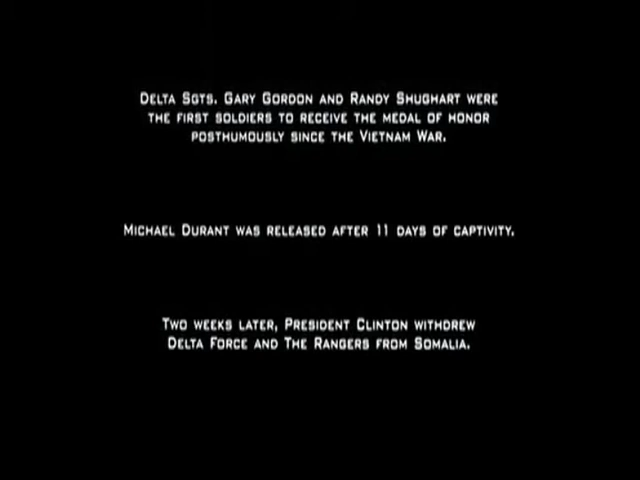 Delta Sgts. Gary Gordon and Randy Shughart were
the first soldiers to receive the medal of honor
posthumously since the Vietnam War.
Michael Durant was released after 11 days of captivity.
Two weeks later, President Clinton withdrew
Delta Force and The Rangers from Somalia.